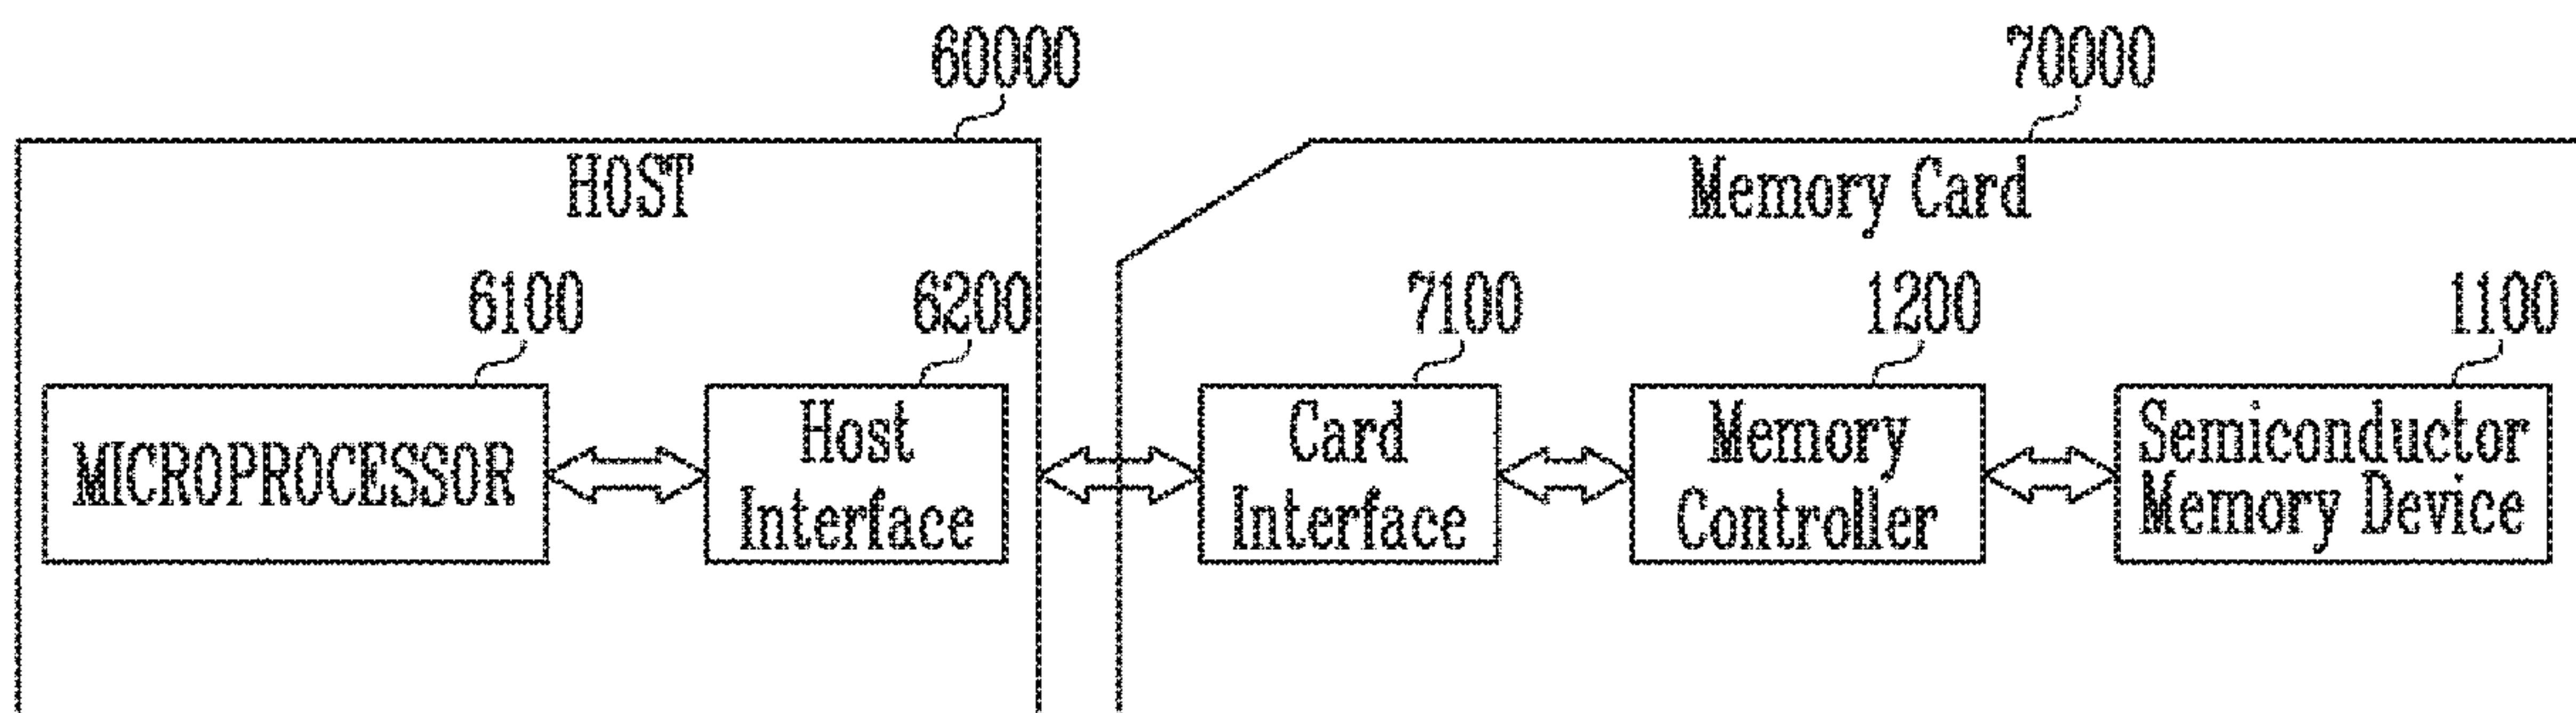 60000
70000
HOST
Memory Card
6100
6200
7100
1200
1100
MICROPROCESSOR
Host
Interface
Card
Interface
Memory
Controller
Semiconductor
Memory Device